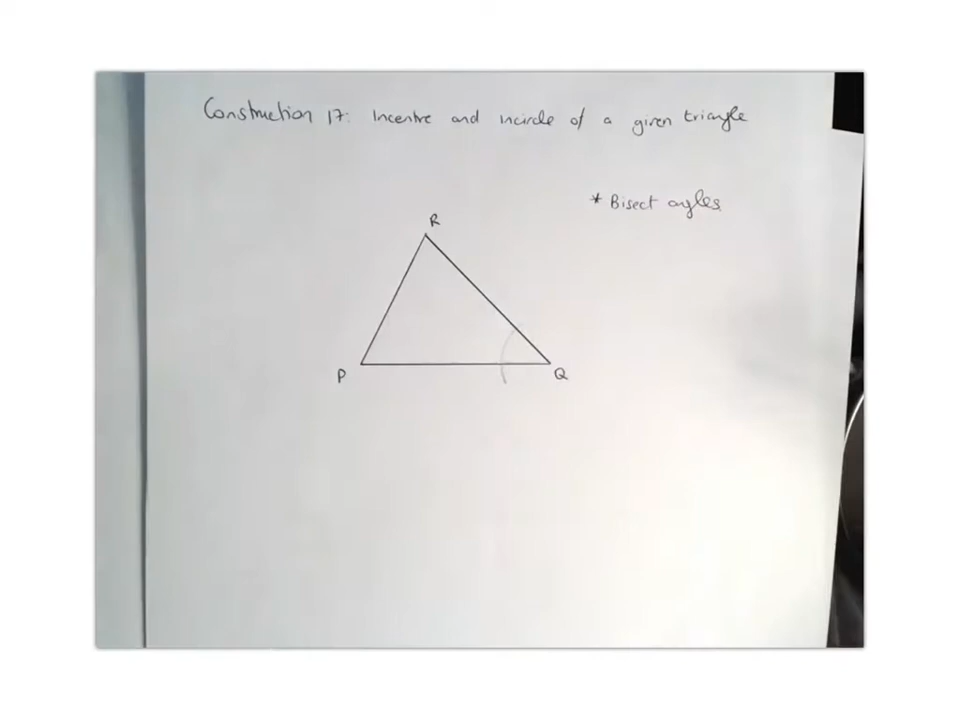 Construction 17: Incentre and incircle of a given triangle
* Bisect angles.
R
P
Q